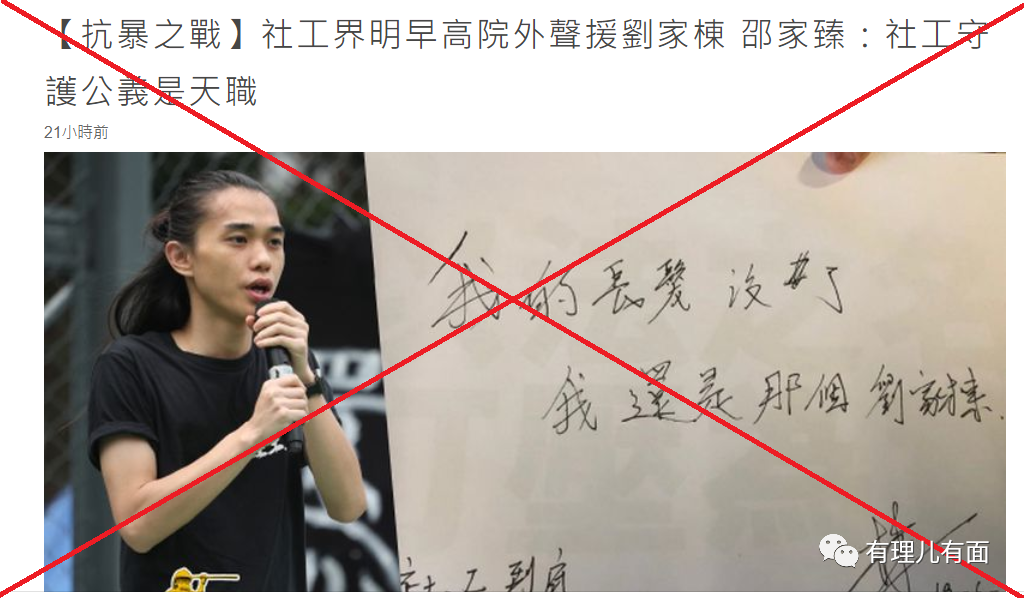 【抗暴之戰】社工界明早高院外聲援劉家棟 邵家臻：社工守
護公義是天職
21小時前
我的長髮沒有了
我還是那個劉家棟.
有理儿有面